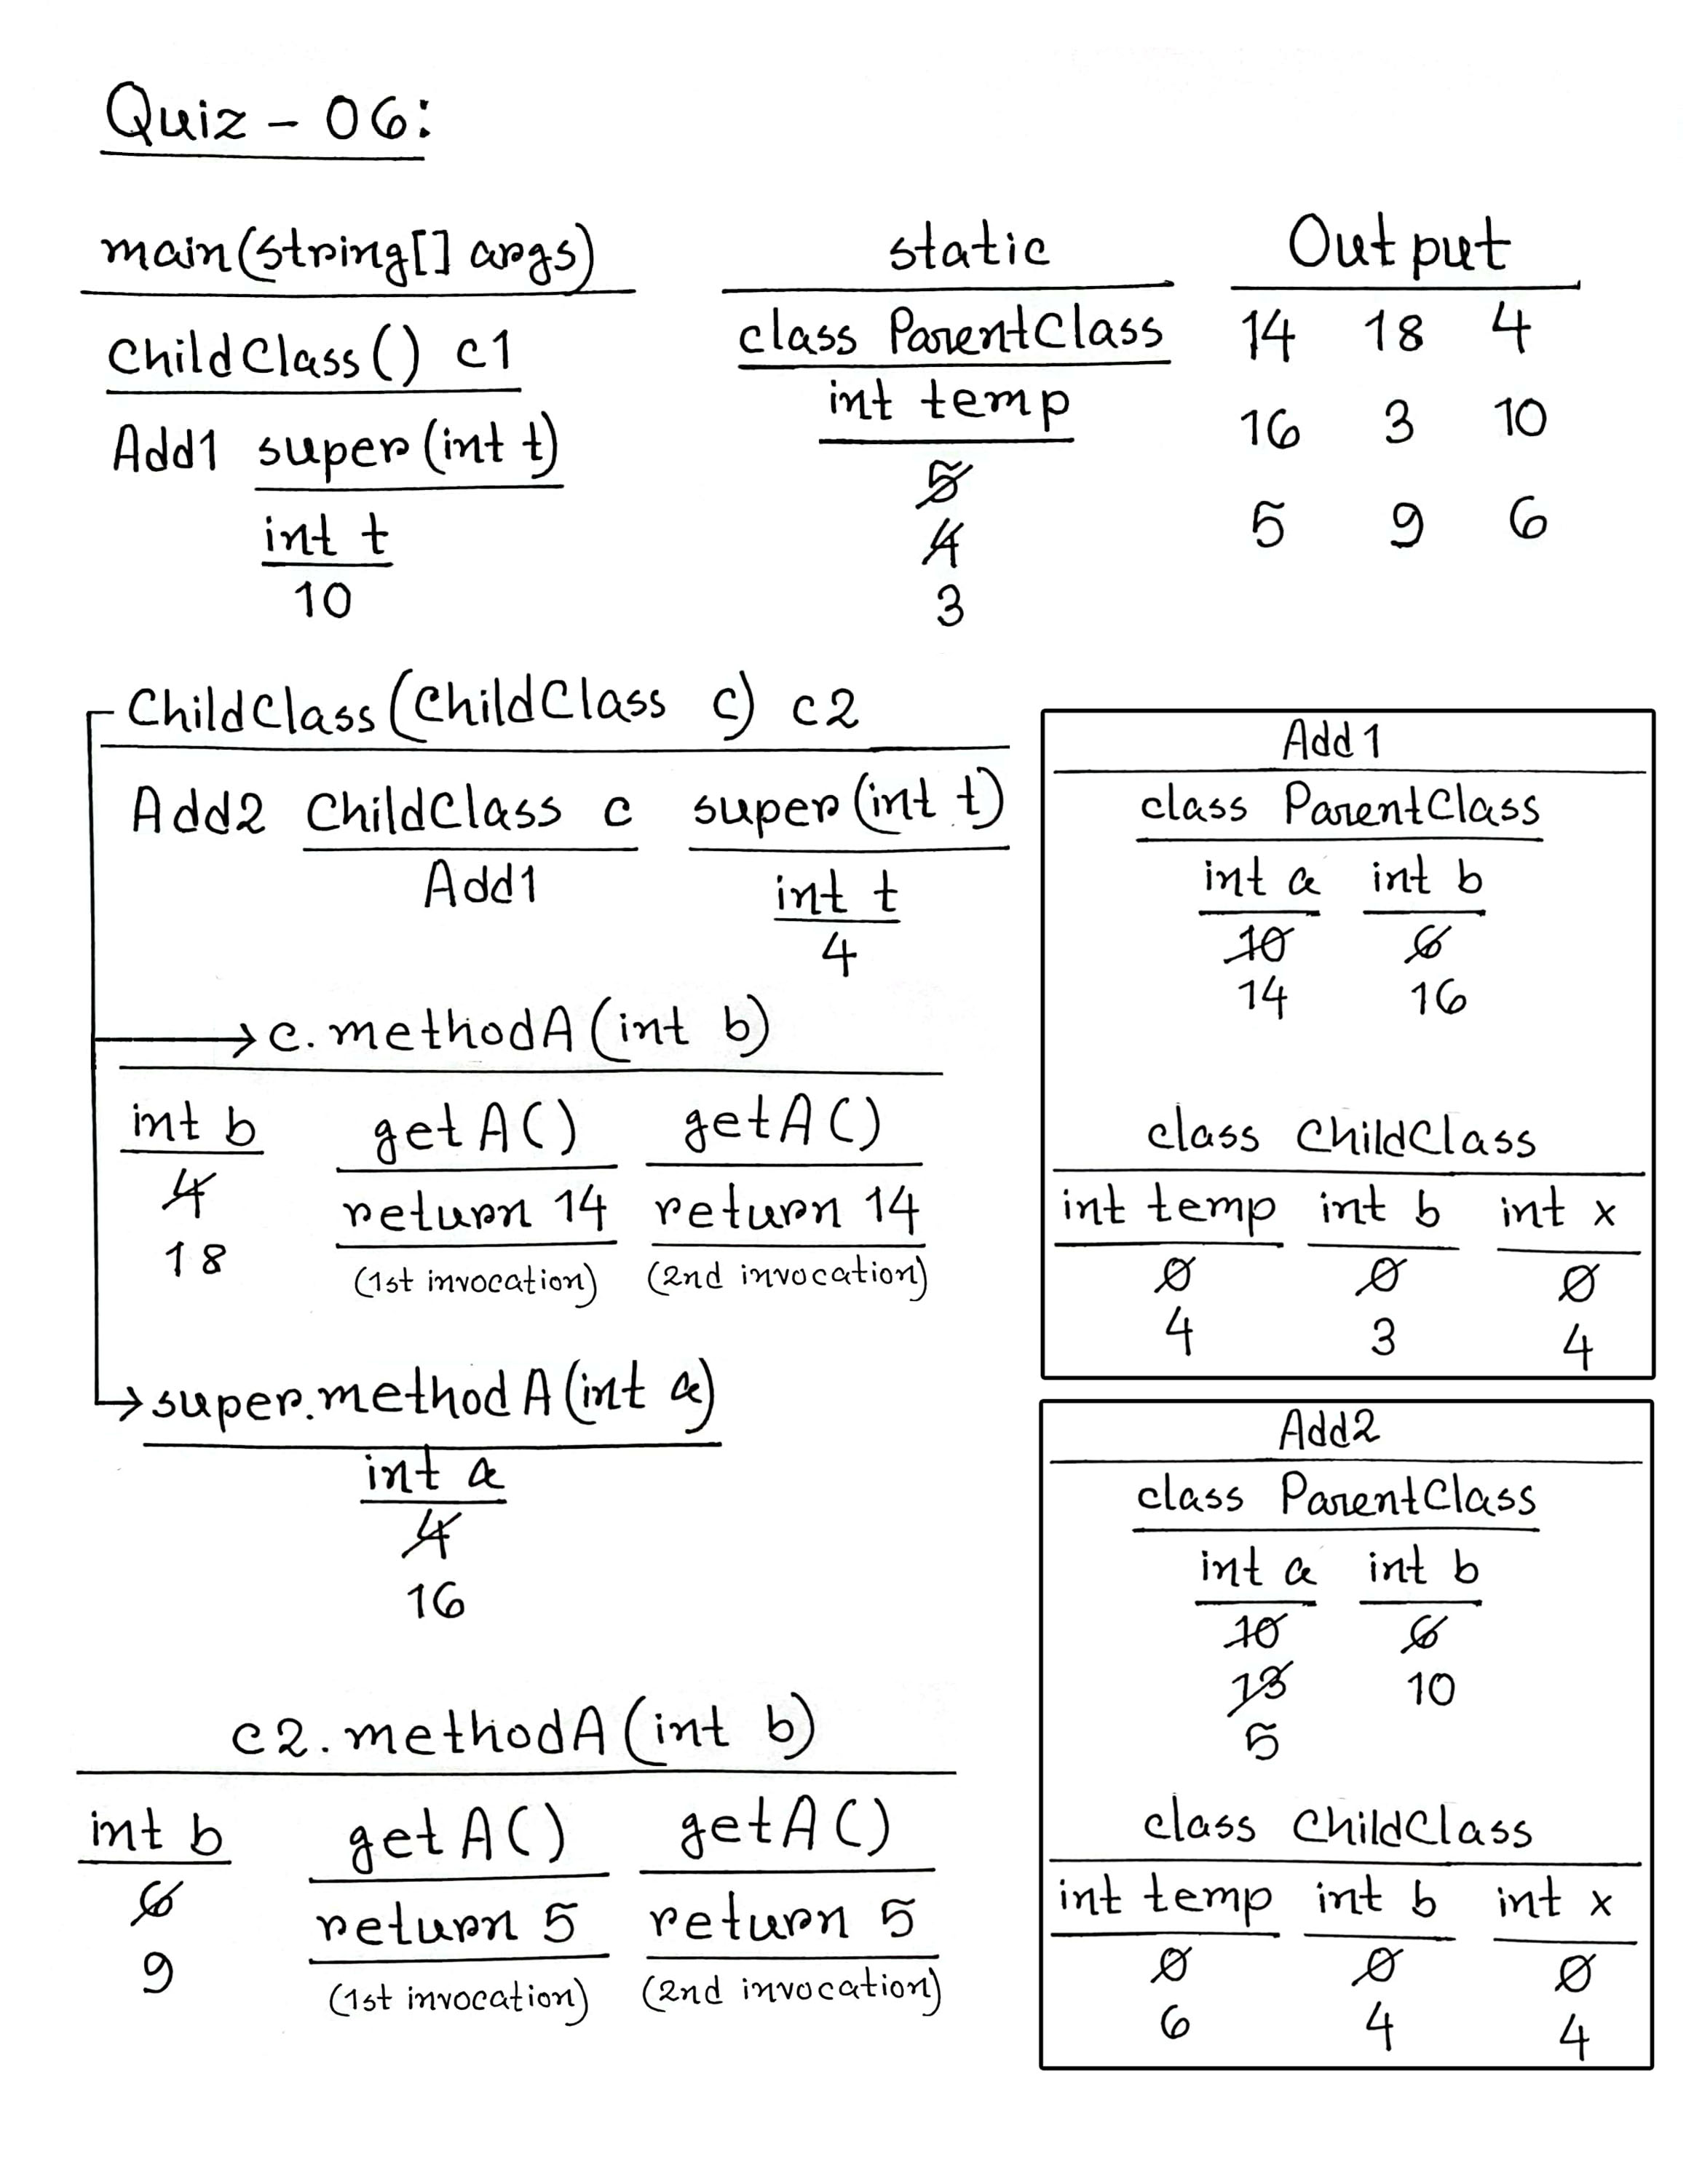 Quiz - 06:
main(String[] args)
ChildClass() c1
Add1 super(int t)
int t
10
static
class ParentClass
int temp
5
4
3
Output
14 18 4
16 3 10
5 9 6
ChildClass(ChildClass c) c2
Add2 ChildClass c super(int t)
Add1 int t
4
c.methodA(int b)
int b getA() getA()
4 return 14 return 14
18 (1st invocation) (2nd invocation)
super.methodA(int a)
int a
4
16
c2.methodA(int b)
int b getA() getA()
6 return 5 return 5
9 (1st invocation) (2nd invocation)
Add1
class ParentClass
int a int b
10 6
14 16
class ChildClass
int temp int b int x
0 0 0
4 3 4
Add2
class ParentClass
int a int b
10 6
13 10
5
class ChildClass
int temp int b int x
0 0 0
6 4 4